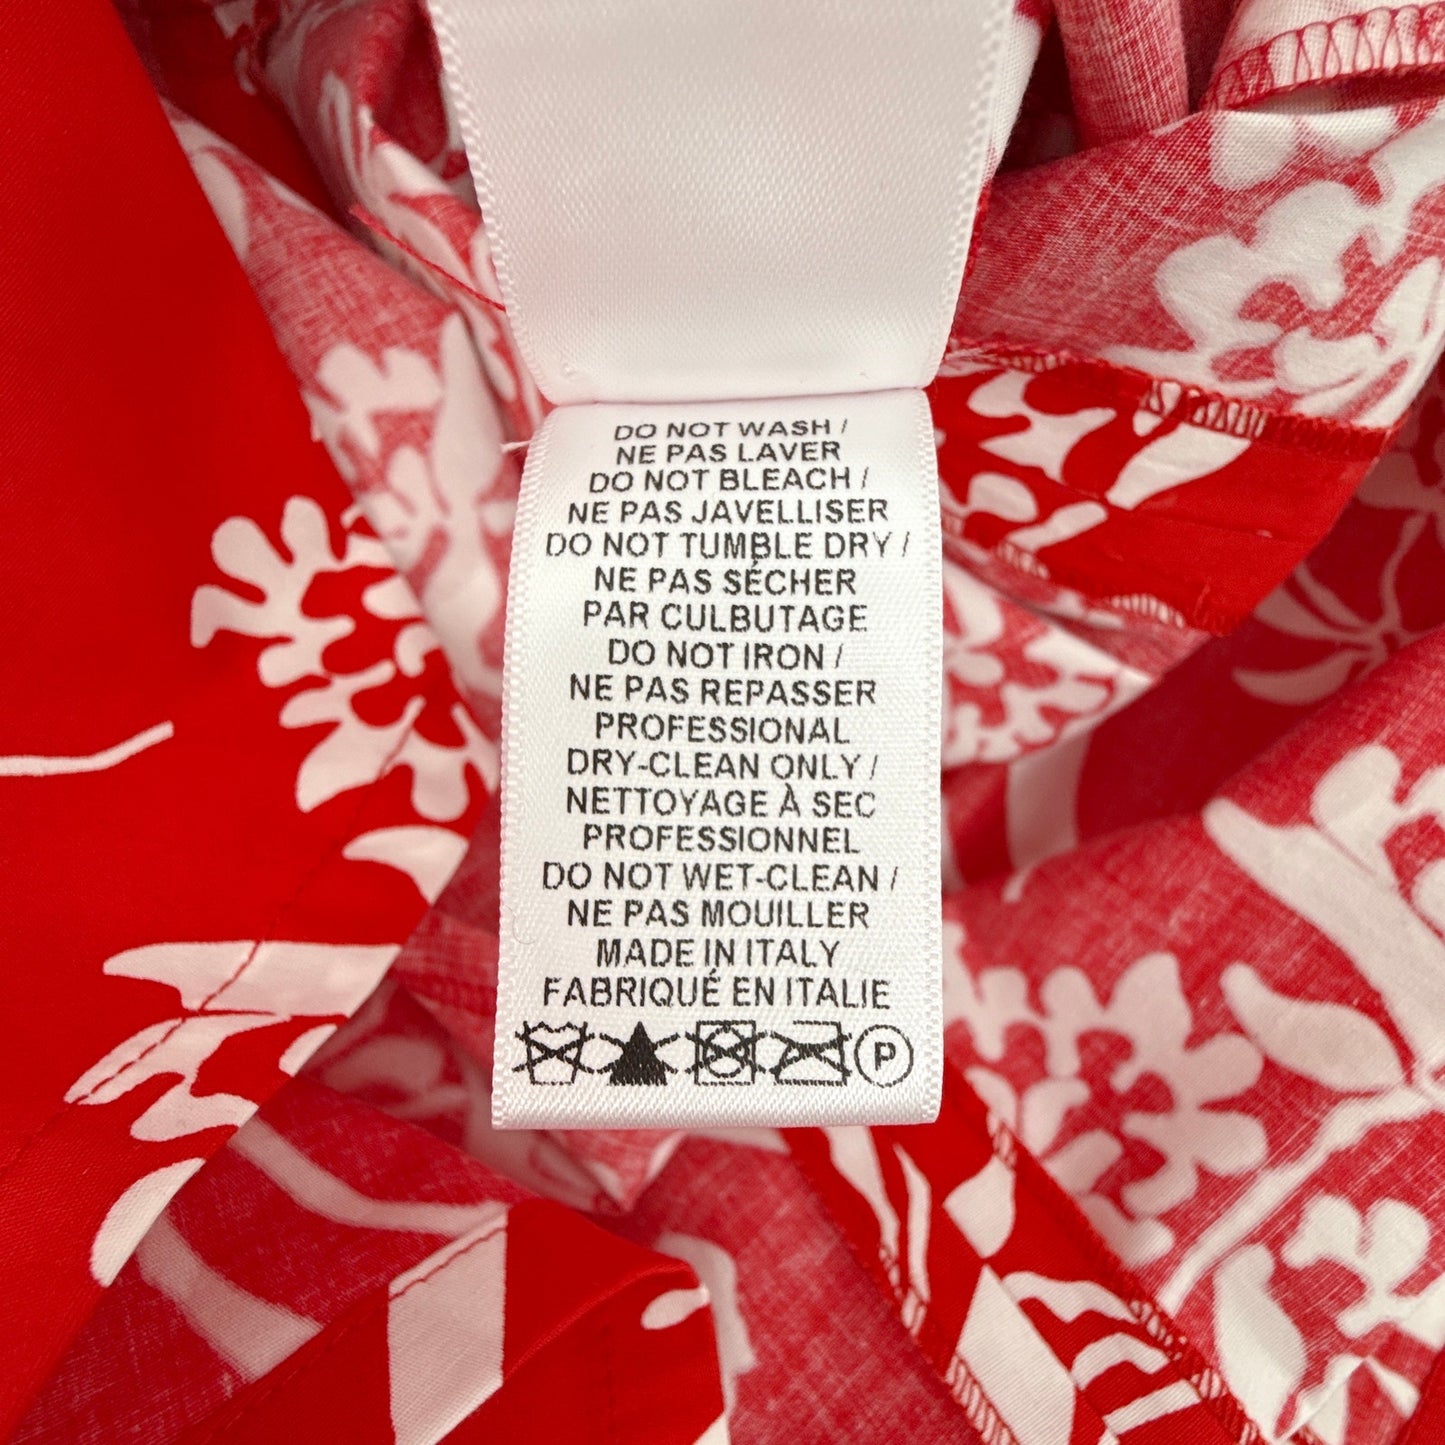 DO NOT WASH /
NE PAS LAVER
DO NOT BLEACH /
NE PAS JAVELLISER
DO NOT TUMBLE DRY /
NE PAS SÉCHER
PAR CULBUTAGE
DO NOT IRON /
NE PAS REPASSER
PROFESSIONAL
DRY-CLEAN ONLY /
NETTOYAGE À SEC
PROFESSIONNEL
DO NOT WET-CLEAN /
NE PAS MOUILLER
MADE IN ITALY
FABRIQUÉ EN ITALIE
P